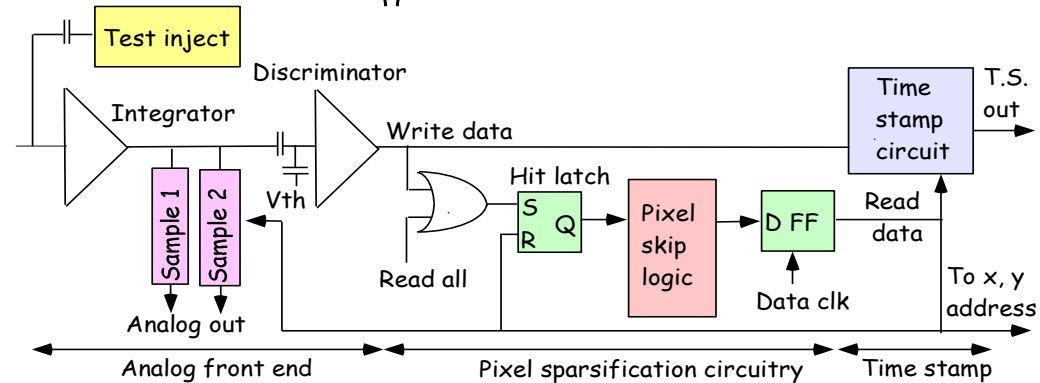 Test inject
Discriminator
Integrator
Write data
Time
stamp
circuit
T.S.
out
Sample 1
Sample 2
Vth
Hit latch
S
R
Q
Pixel
skip
logic
D FF
Read
data
Read all
Data clk
To x, y
address
Analog out
Analog front end
Pixel sparsification circuitry
Time stamp